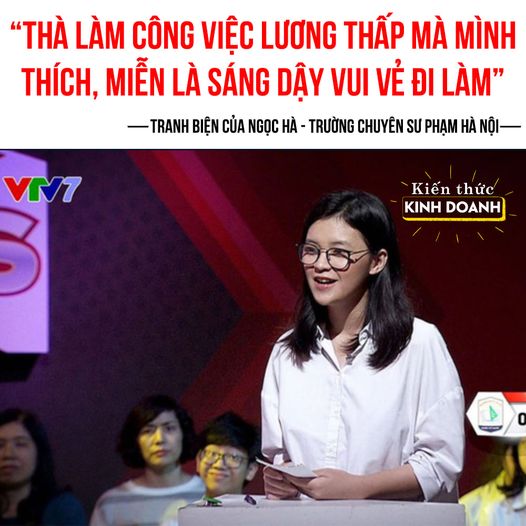 “THÀ LÀM CÔNG VIỆC LƯƠNG THẤP MÀ MÌNH
THÍCH, MIỄN LÀ SÁNG DẬY VUI VẺ ĐI LÀM”
—TRANH BIỆN CỦA NGỌC HÀ - TRƯỜNG CHUYÊN SƯ PHẠM HÀ NỘI—
VTV7
Kiến thức
KINH DOANH
S
0